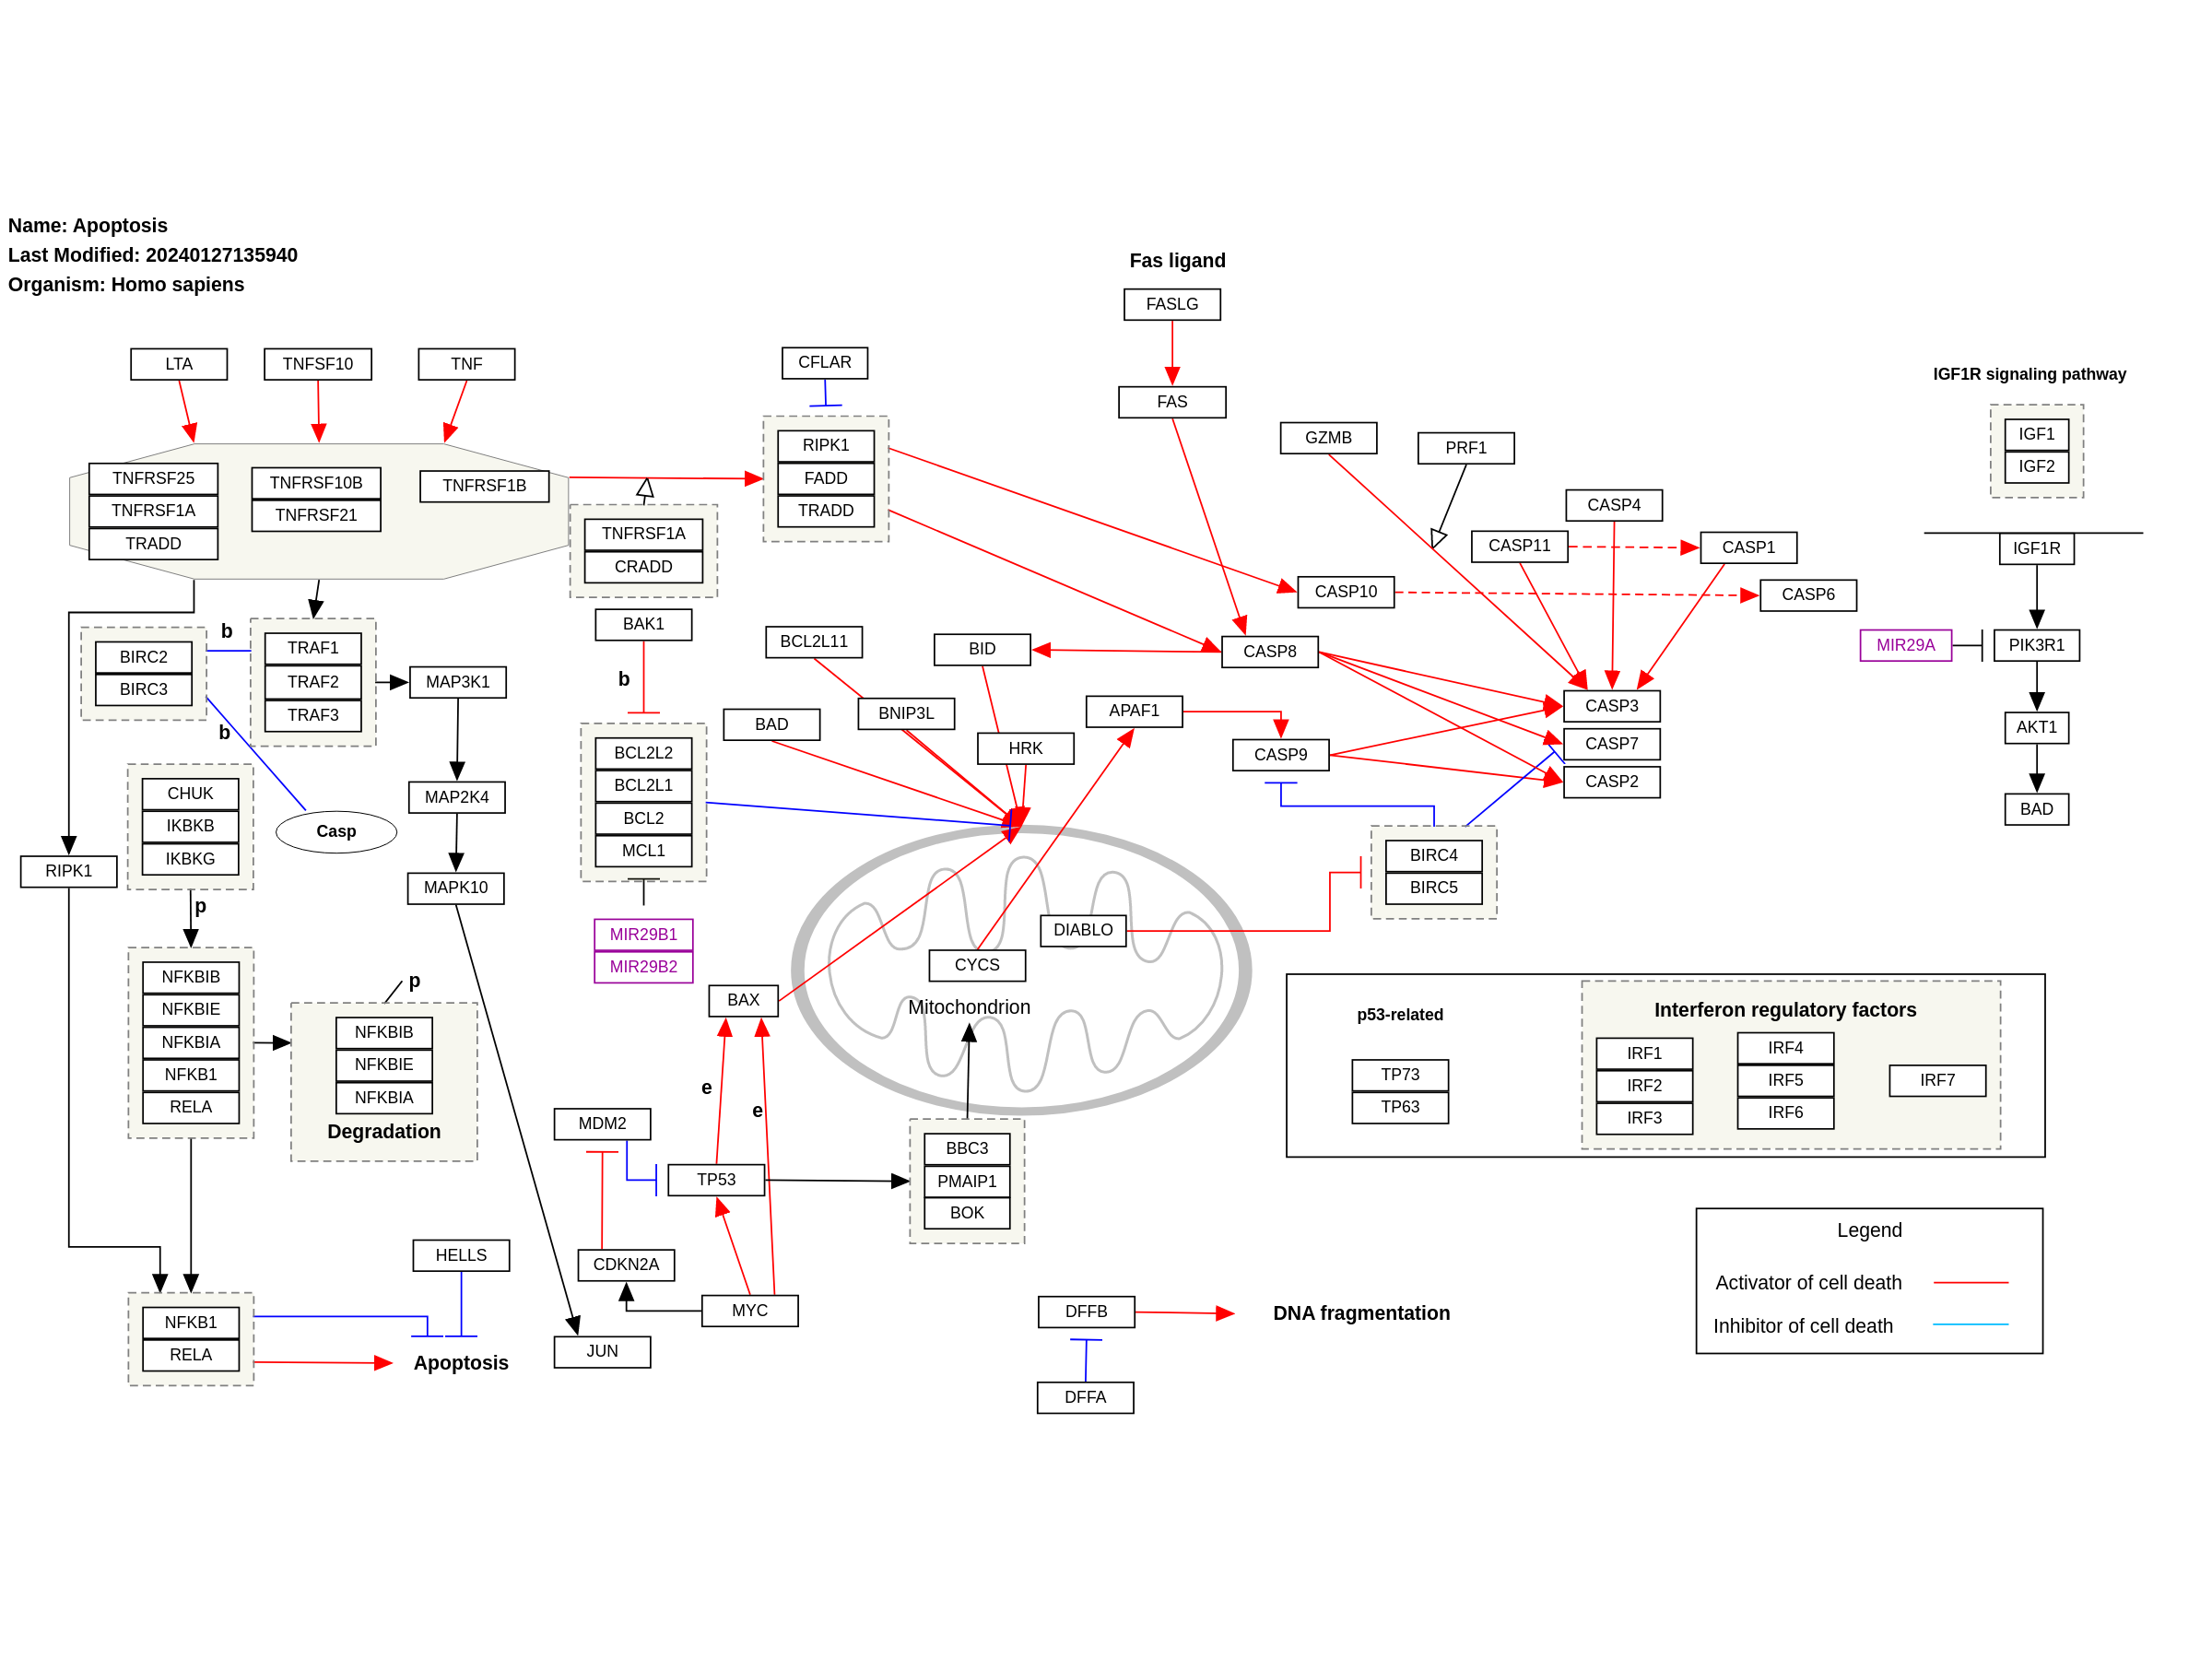 Name: Apoptosis
Last Modified: 20240127135940
Organism: Homo sapiens
Fas ligand
FASLG
LTA
TNFSF10
TNF
CFLAR
FAS
IGF1R signaling pathway
IGF1
IGF2
GZMB
PRF1
TNFRSF25
TNFRSF1A
TRADD
TNFRSF10B
TNFRSF21
TNFRSF1B
RIPK1
FADD
TRADD
TNFRSF1A
CRADD
CASP4
CASP11
CASP1
CASP10
CASP6
IGF1R
MIR29A
PIK3R1
AKT1
BAD
BIRC2
BIRC3
b
b
TRAF1
TRAF2
TRAF3
MAP3K1
BAK1
b
BCL2L11
BID
CASP8
BAD
BNIP3L
HRK
APAF1
CASP9
CASP3
CASP7
CASP2
BCL2L2
BCL2L1
BCL2
MCL1
CHUK
IKBKB
IKBKG
Casp
MAP2K4
MAPK10
RIPK1
p
BIRC4
BIRC5
MIR29B1
MIR29B2
DIABLO
CYCS
Mitochondrion
BAX
NFKBIB
NFKBIE
NFKBIA
NFKB1
RELA
p
NFKBIB
NFKBIE
NFKBIA
Degradation
e
e
MDM2
TP53
BBC3
PMAIP1
BOK
p53-related
TP73
TP63
Interferon regulatory factors
IRF1
IRF2
IRF3
IRF4
IRF5
IRF6
IRF7
HELLS
CDKN2A
MYC
JUN
NFKB1
RELA
Apoptosis
DFFB
DNA fragmentation
DFFA
Legend
Activator of cell death
Inhibitor of cell death